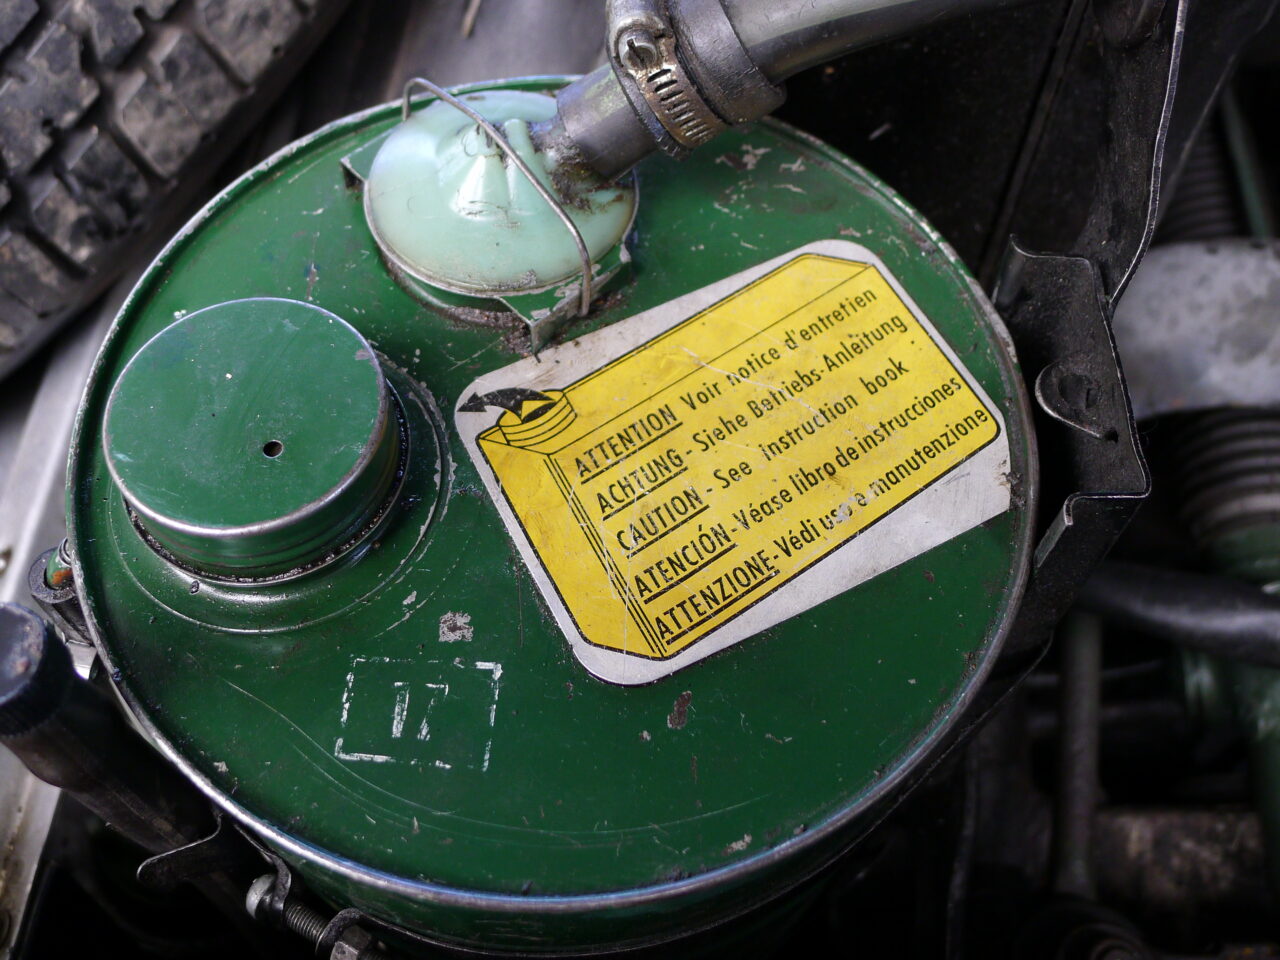 ATTENTION Voir notice d'entretien
ACHTUNG - Siehe Betriebs-Anleitung
CAUTION - See instruction book
ATENCIÓN - Véase libro de instrucciones
ATTENZIONE - Védi uso e manutenzione